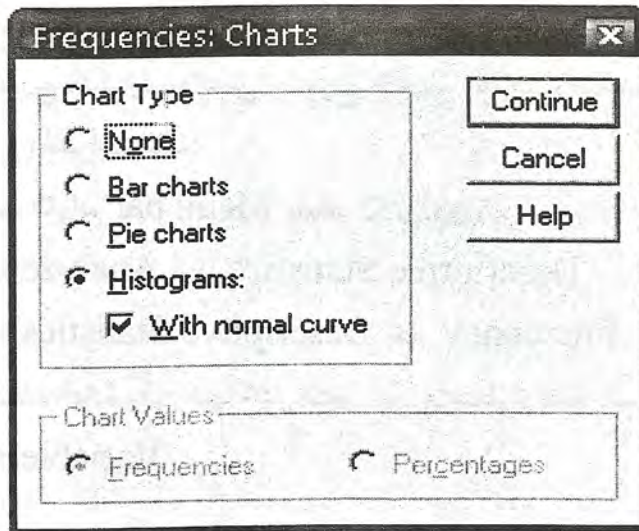 Frequencies: Charts
Chart Type
None
Bar charts
Pie charts
Histograms:
With normal curve
Continue
Cancel
Help
Chart Values
Frequencies
Percentages